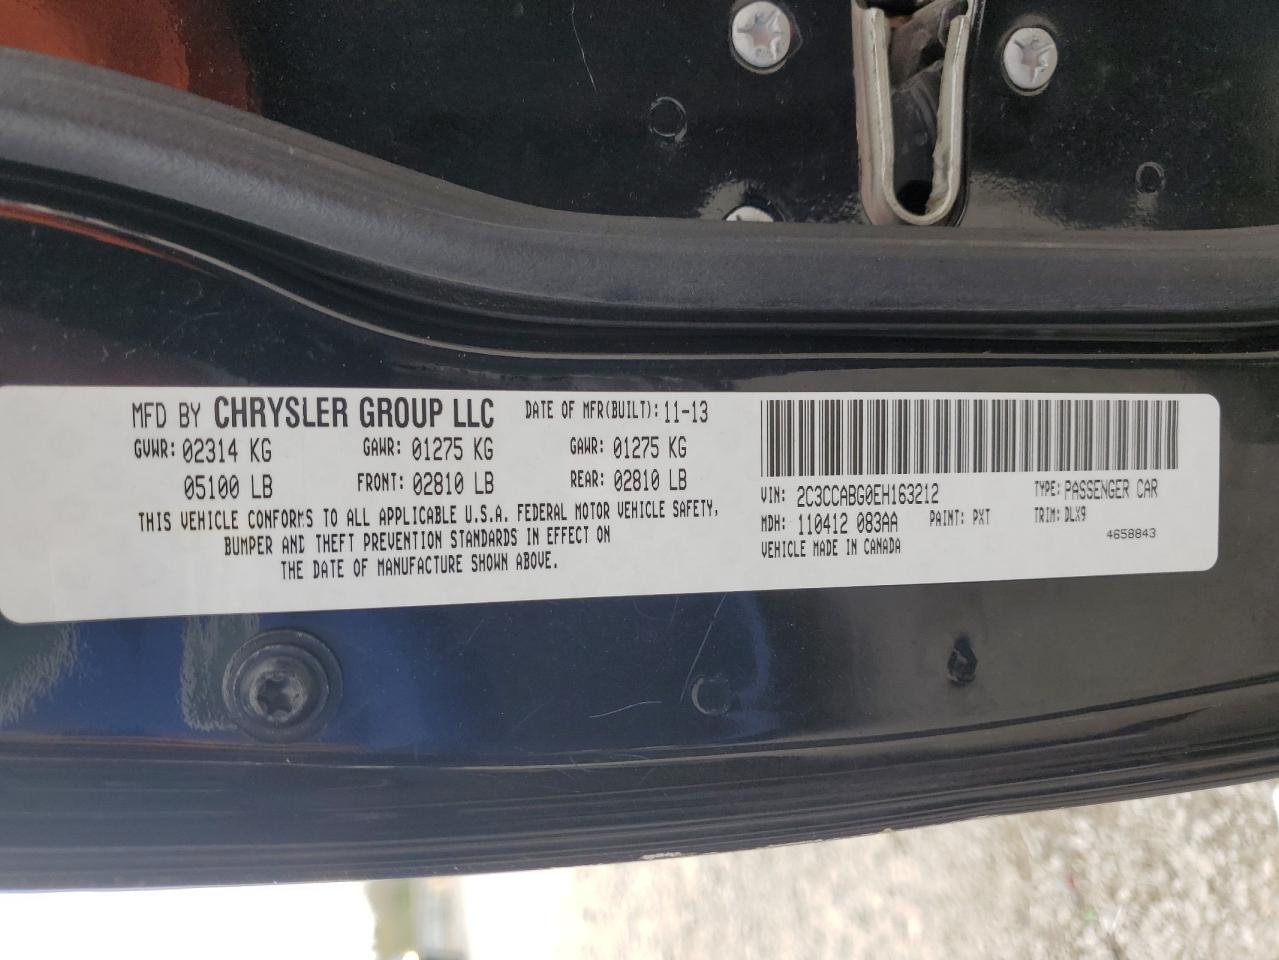 MFD BY CHRYSLER GROUP LLC DATE OF MFR(BUILT): 11-13
GVWR: 02314 KG GAWR: 01275 KG GAWR: 01275 KG
05100 LB FRONT: 02810 LB REAR: 02810 LB
THIS VEHICLE CONFORMS TO ALL APPLICABLE U.S.A. FEDERAL MOTOR VEHICLE SAFETY,
BUMPER AND THEFT PREVENTION STANDARDS IN EFFECT ON
THE DATE OF MANUFACTURE SHOWN ABOVE.
VIN: 2C3CCABG0EH163212 TYPE: PASSENGER CAR
MDH: 110412 083AA PAINT: PXT TRIM: DLX9
VEHICLE MADE IN CANADA 4658843